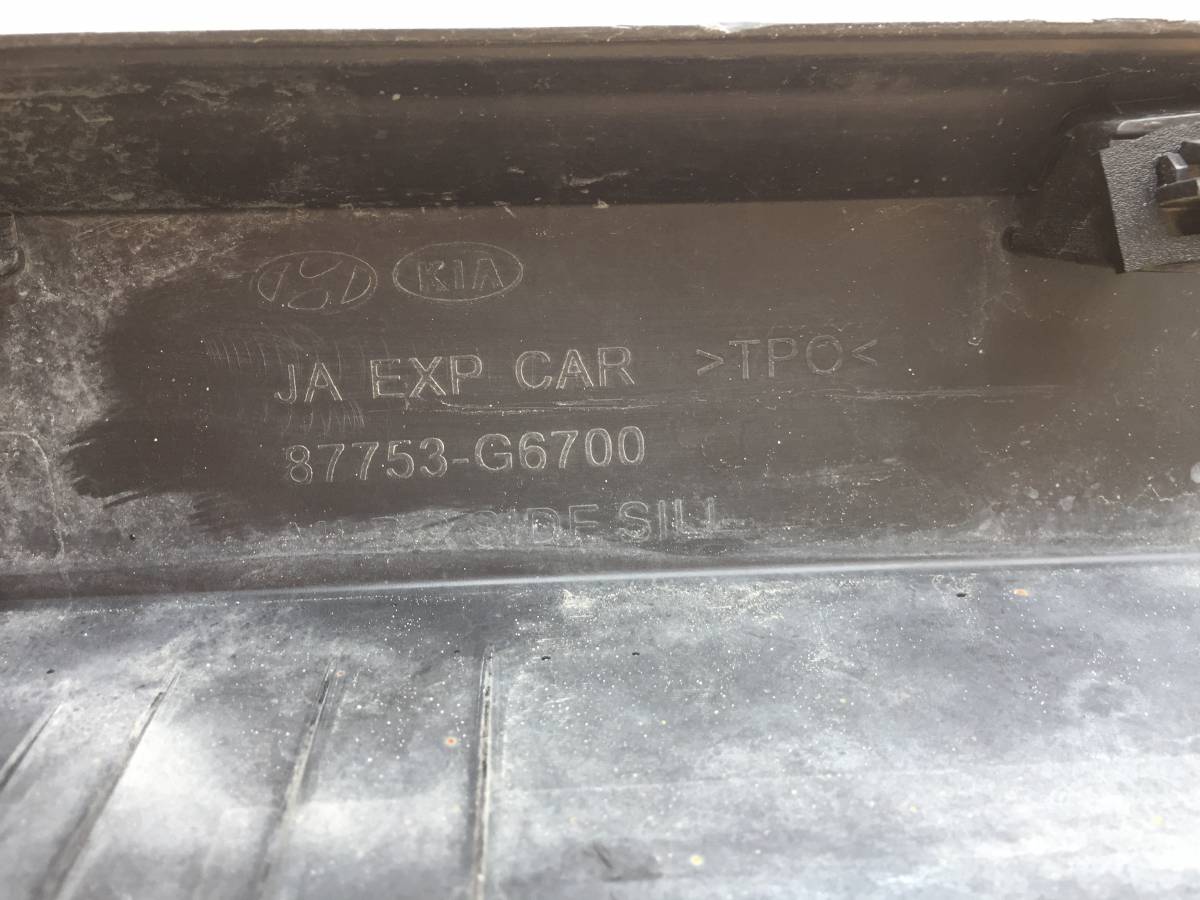 KIA
JA EXP CAR >TPO<
87753-G6700
SIDE SILL